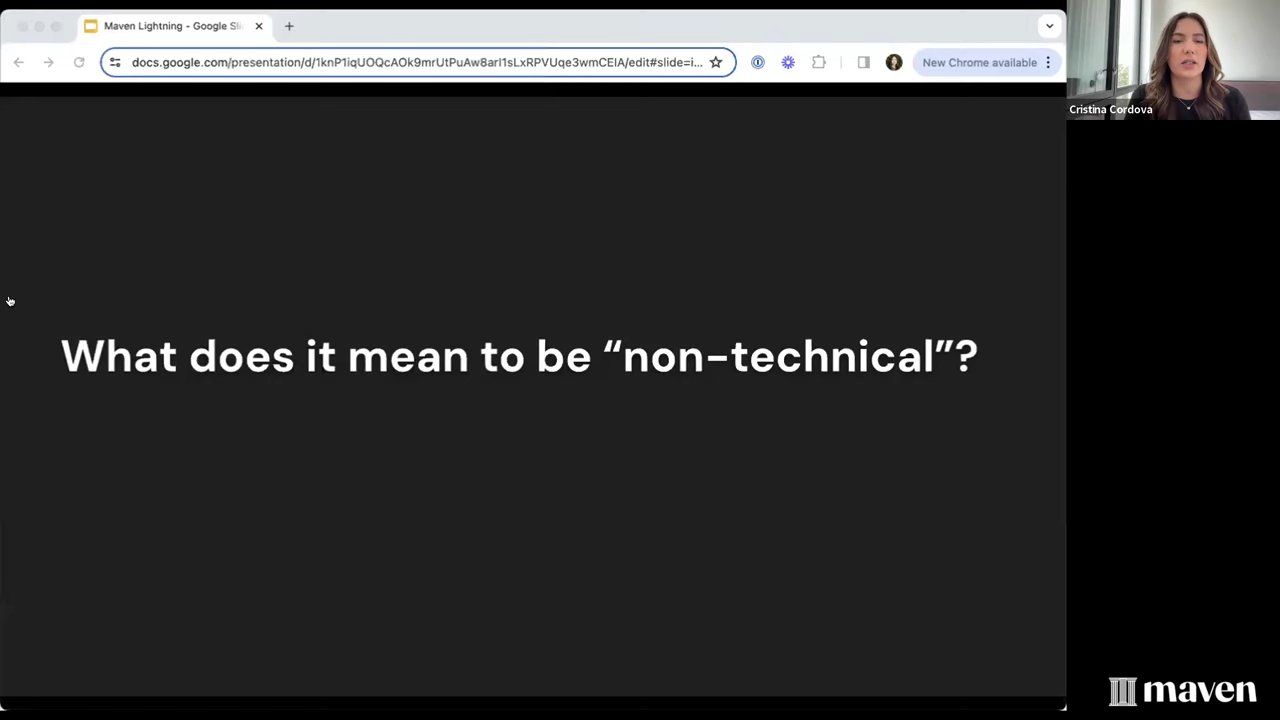 Maven Lightning - Google Sli
docs.google.com/presentation/d/1knP1iqUOQcAOk9mrUtPuAw8arI1sLxRPVUqe3wmCEIA/edit#slide=i...
New Chrome available
Cristina Cordova
What does it mean to be “non-technical”?
maven